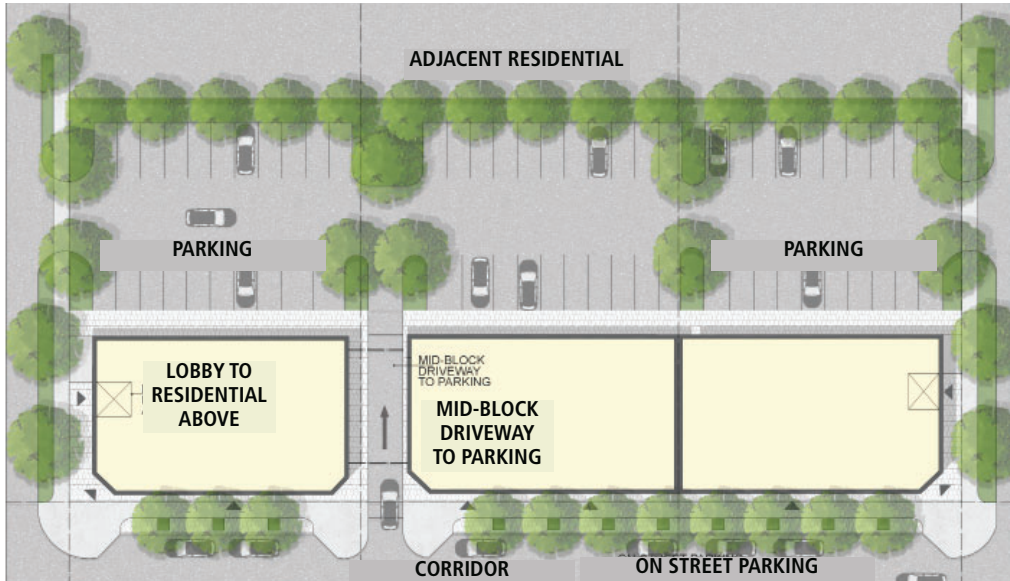 ADJACENT RESIDENTIAL
PARKING
PARKING
LOBBY TO
RESIDENTIAL
ABOVE
MID-BLOCK
DRIVEWAY
TO PARKING
MID-BLOCK
DRIVEWAY
TO PARKING
CORRIDOR
ON STREET PARKING